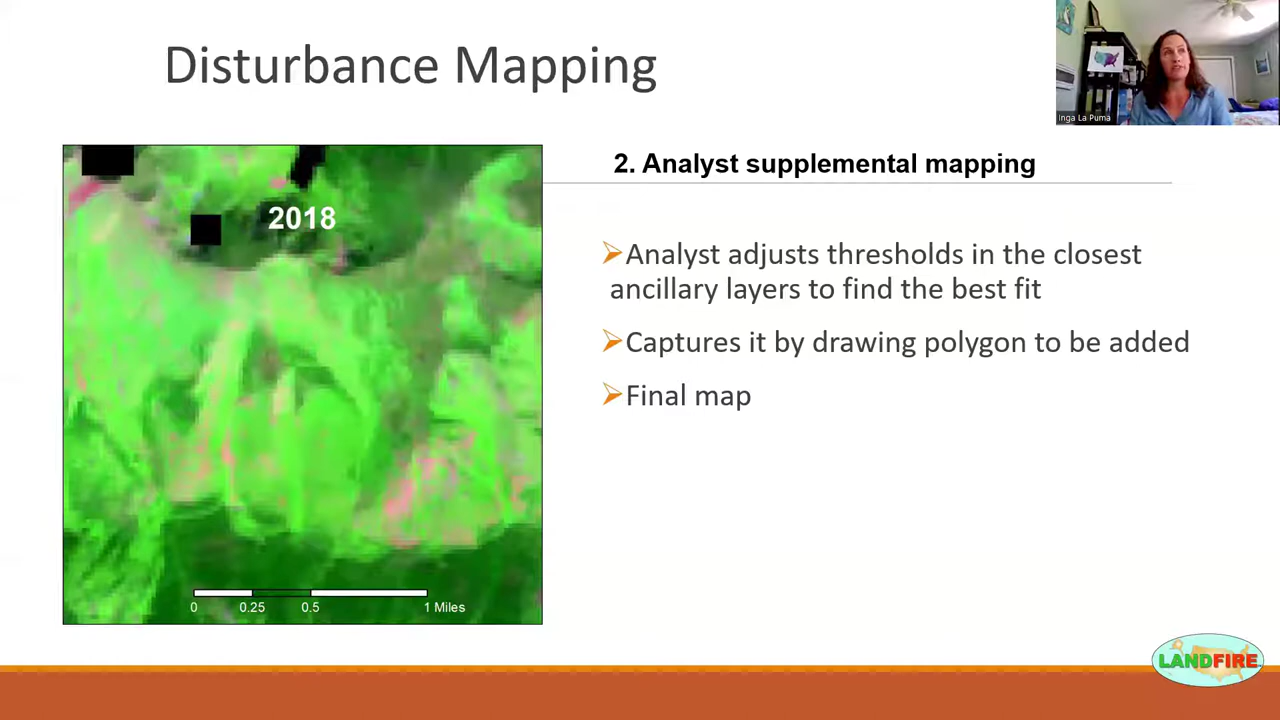 Disturbance Mapping
Inga La Puma
2. Analyst supplemental mapping
2018
Analyst adjusts thresholds in the closest
ancillary layers to find the best fit
Captures it by drawing polygon to be added
Final map
0 0.25 0.5 1 Miles
LANDFIRE